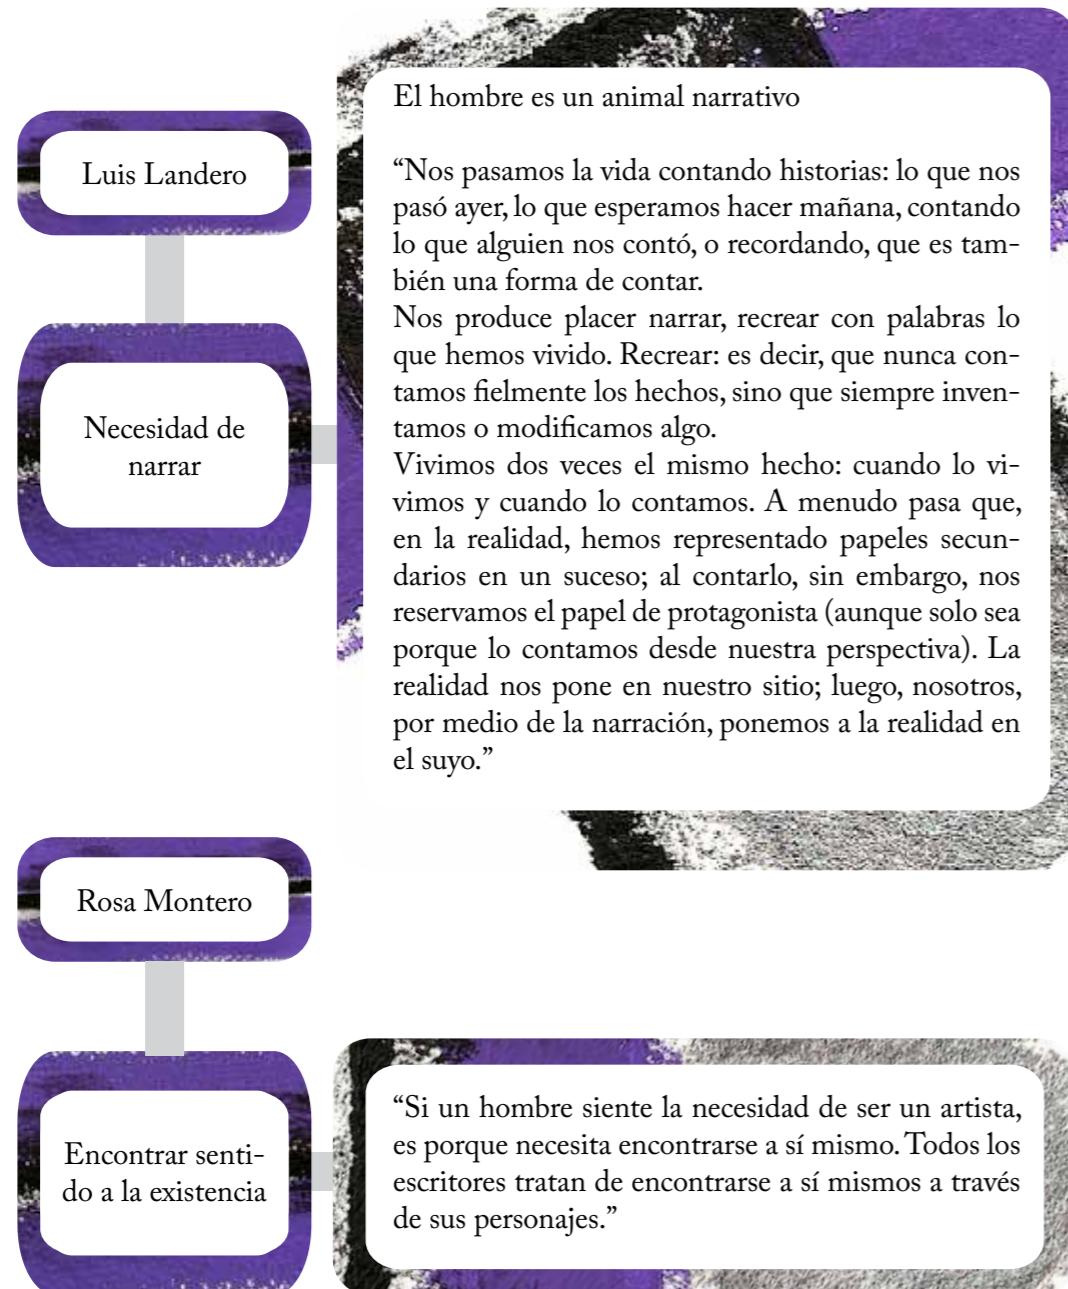 Luis Landero
Necesidad de
narrar
El hombre es un animal narrativo
“Nos pasamos la vida contando historias: lo que nos
pasó ayer, lo que esperamos hacer mañana, contando
lo que alguien nos contó, o recordando, que es tam-
bién una forma de contar.
Nos produce placer narrar, recrear con palabras lo
que hemos vivido. Recrear: es decir, que nunca con-
tamos fielmente los hechos, sino que siempre inven-
tamos o modificamos algo.
Vivimos dos veces el mismo hecho: cuando lo vi-
vimos y cuando lo contamos. A menudo pasa que,
en la realidad, hemos representado papeles secun-
darios en un suceso; al contarlo, sin embargo, nos
reservamos el papel de protagonista (aunque solo sea
porque lo contamos desde nuestra perspectiva). La
realidad nos pone en nuestro sitio; luego, nosotros,
por medio de la narración, ponemos a la realidad en
el suyo.”
Rosa Montero
Encontrar senti-
do a la existencia
“Si un hombre siente la necesidad de ser un artista,
es porque necesita encontrarse a sí mismo. Todos los
escritores tratan de encontrarse a sí mismos a través
de sus personajes.”